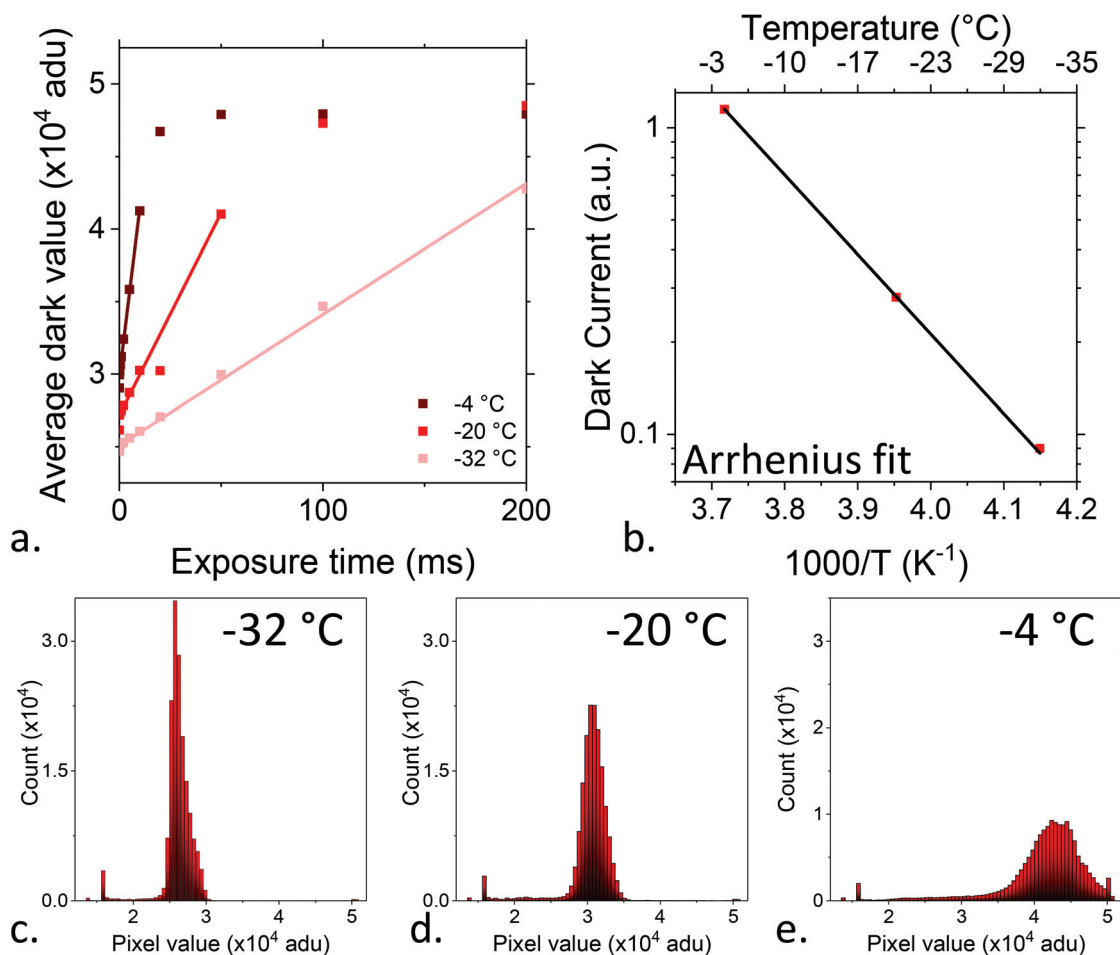 Average dark value (x10⁴ adu)
5
4
3
0
100
200
-4 °C
-20 °C
-32 °C
a.
Exposure time (ms)
Temperature (°C)
-3 -10 -17 -23 -29 -35
Dark Current (a.u.)
1
0.1
Arrhenius fit
3.7 3.8 3.9 4.0 4.1 4.2
b.
1000/T (K⁻¹)
-32 °C
Count (x10⁴)
3.0
1.5
0.0
2 3 4 5
c.
Pixel value (x10⁴ adu)
-20 °C
Count (x10⁴)
3.0
1.5
0.0
2 3 4 5
d.
Pixel value (x10⁴ adu)
-4 °C
Count (x10⁴)
3
2
1
0
2 3 4 5
e.
Pixel value (x10⁴ adu)